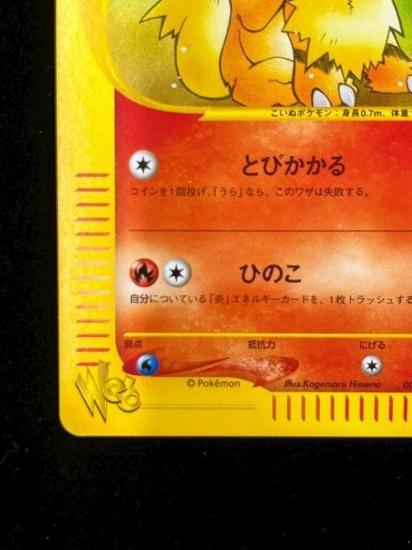 こいぬポケモン：身長0.7m、体重
とびかかる
コインを1回投げ、「うら」なら、このワザは失敗する。
ひのこ
自分についている「炎」エネルギーカードを、1枚トラッシュする
弱点 抵抗力 にげる
Web © Pokémon Illus.Kagemaru Himeno 00